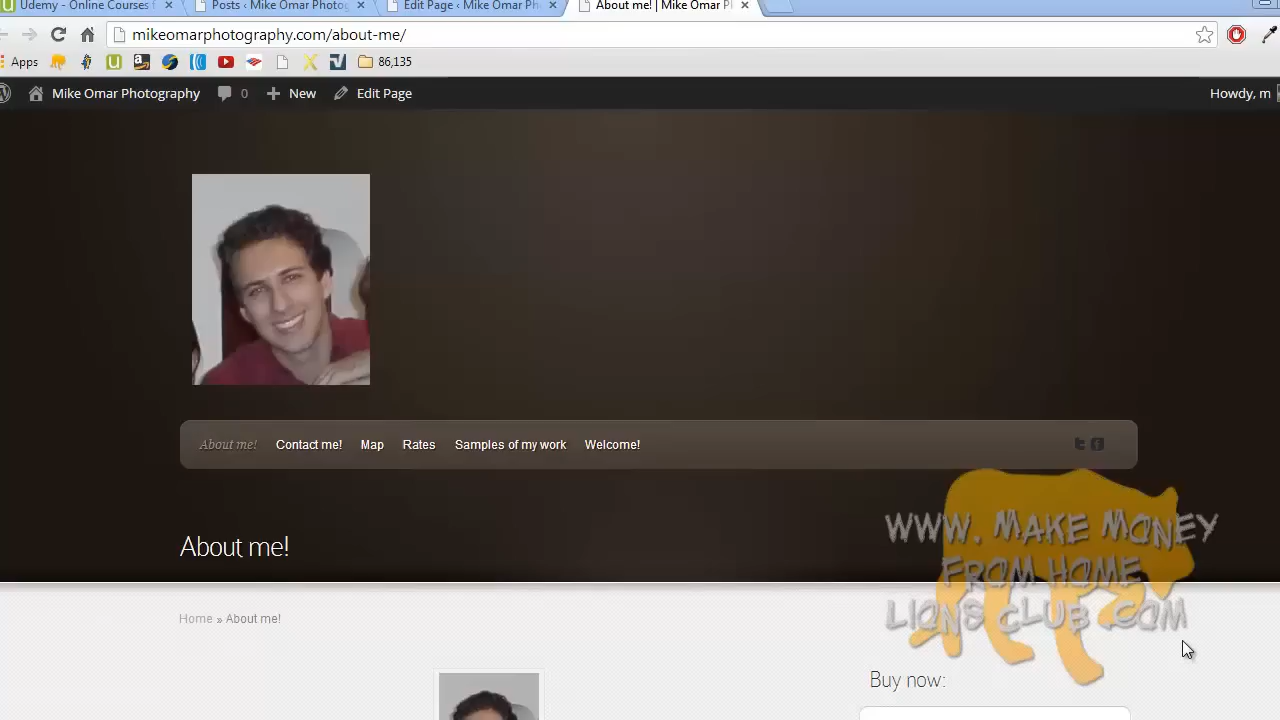 Udemy - Online Courses f
Posts ‹ Mike Omar Photog
Edit Page ‹ Mike Omar Ph
About me! | Mike Omar P
mikeomarphotography.com/about-me/
Apps
86,135
Mike Omar Photography
0
New
Edit Page
Howdy, m
About me!
Contact me!
Map
Rates
Samples of my work
Welcome!
About me!
WWW. MAKE MONEY
FROM HOME
LIONS CLUB .COM
Home » About me!
Buy now: